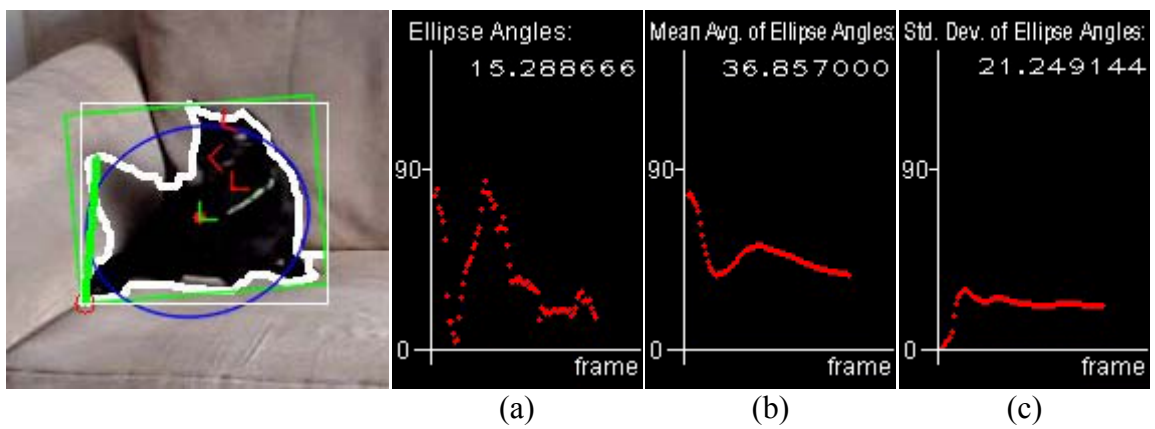 Ellipse Angles:
15.288666
90
0
frame
(a)
Mean Avg. of Ellipse Angles:
36.857000
90
0
frame
(b)
Std. Dev. of Ellipse Angles:
21.249144
90
0
frame
(c)